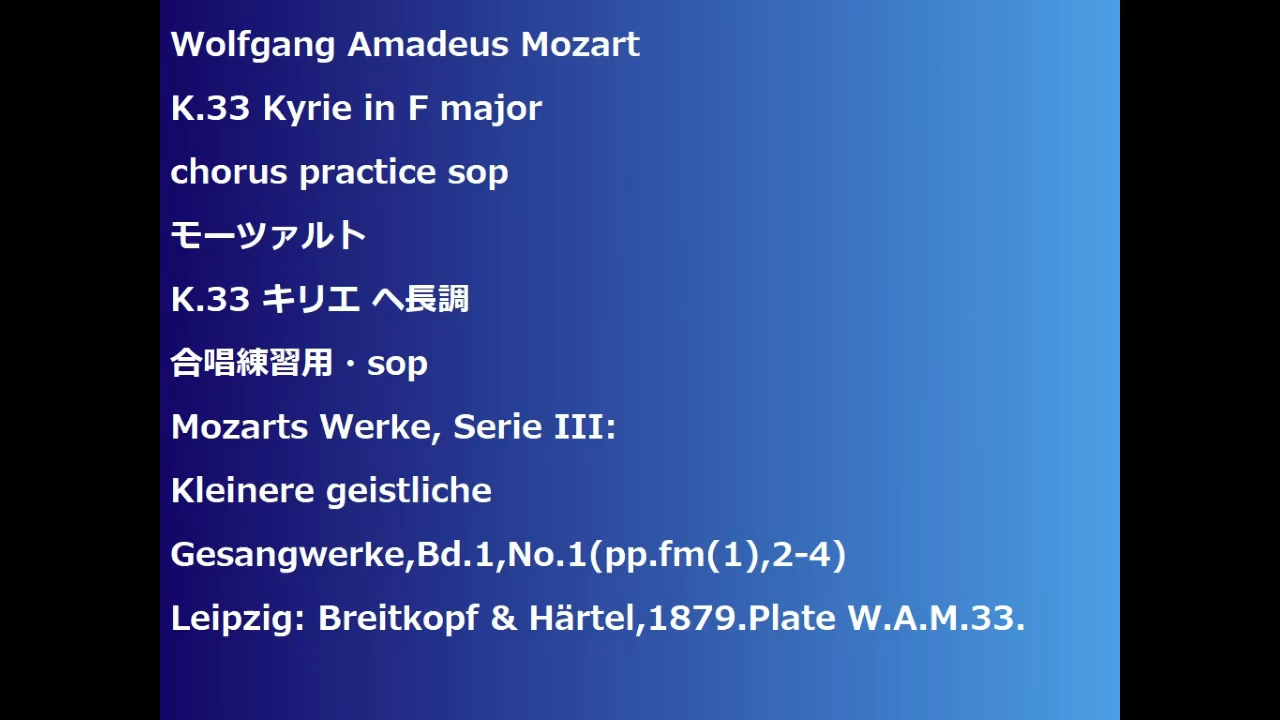 Wolfgang Amadeus Mozart
K.33 Kyrie in F major
chorus practice sop
モーツァルト
K.33 キリエ ヘ長調
合唱練習用・sop
Mozarts Werke, Serie III:
Kleinere geistliche
Gesangwerke,Bd.1,No.1(pp.fm(1),2-4)
Leipzig: Breitkopf & Härtel,1879.Plate W.A.M.33.